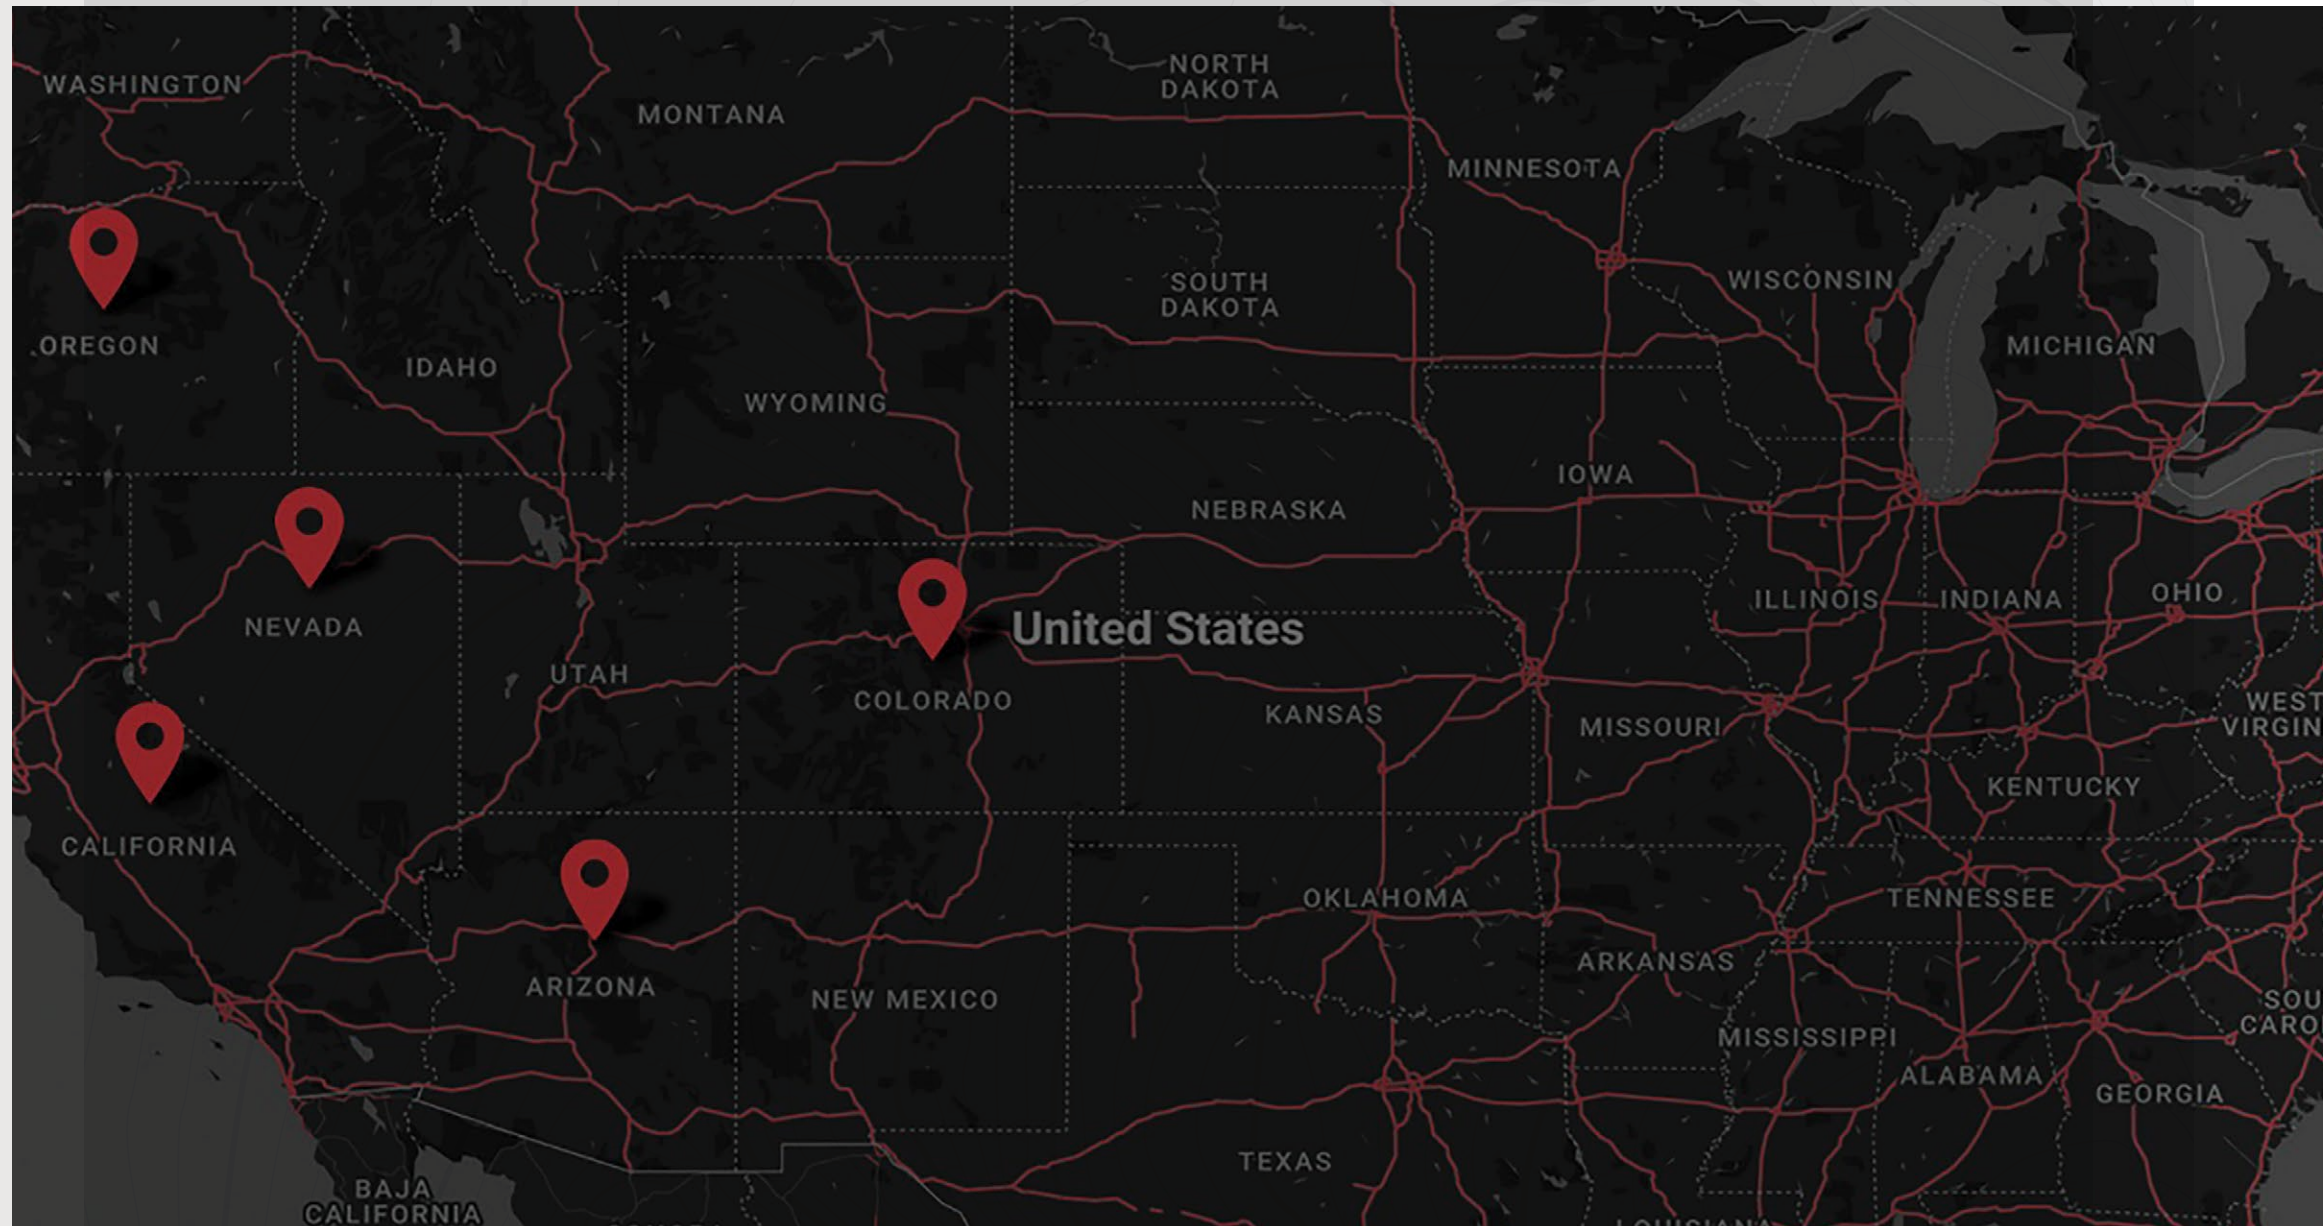 WASHINGTON
MONTANA
NORTH
DAKOTA
MINNESOTA
SOUTH
DAKOTA
WISCONSIN
OREGON
IDAHO
MICHIGAN
WYOMING
IOWA
NEBRASKA
ILLINOIS
INDIANA
OHIO
NEVADA
United States
UTAH
COLORADO
KANSAS
MISSOURI
WEST
VIRGIN
KENTUCKY
CALIFORNIA
OKLAHOMA
TENNESSEE
ARIZONA
NEW MEXICO
ARKANSAS
SOU
CARO
MISSISSIPPI
ALABAMA
GEORGIA
TEXAS
BAJA
CALIFORNIA
LOUISIANA